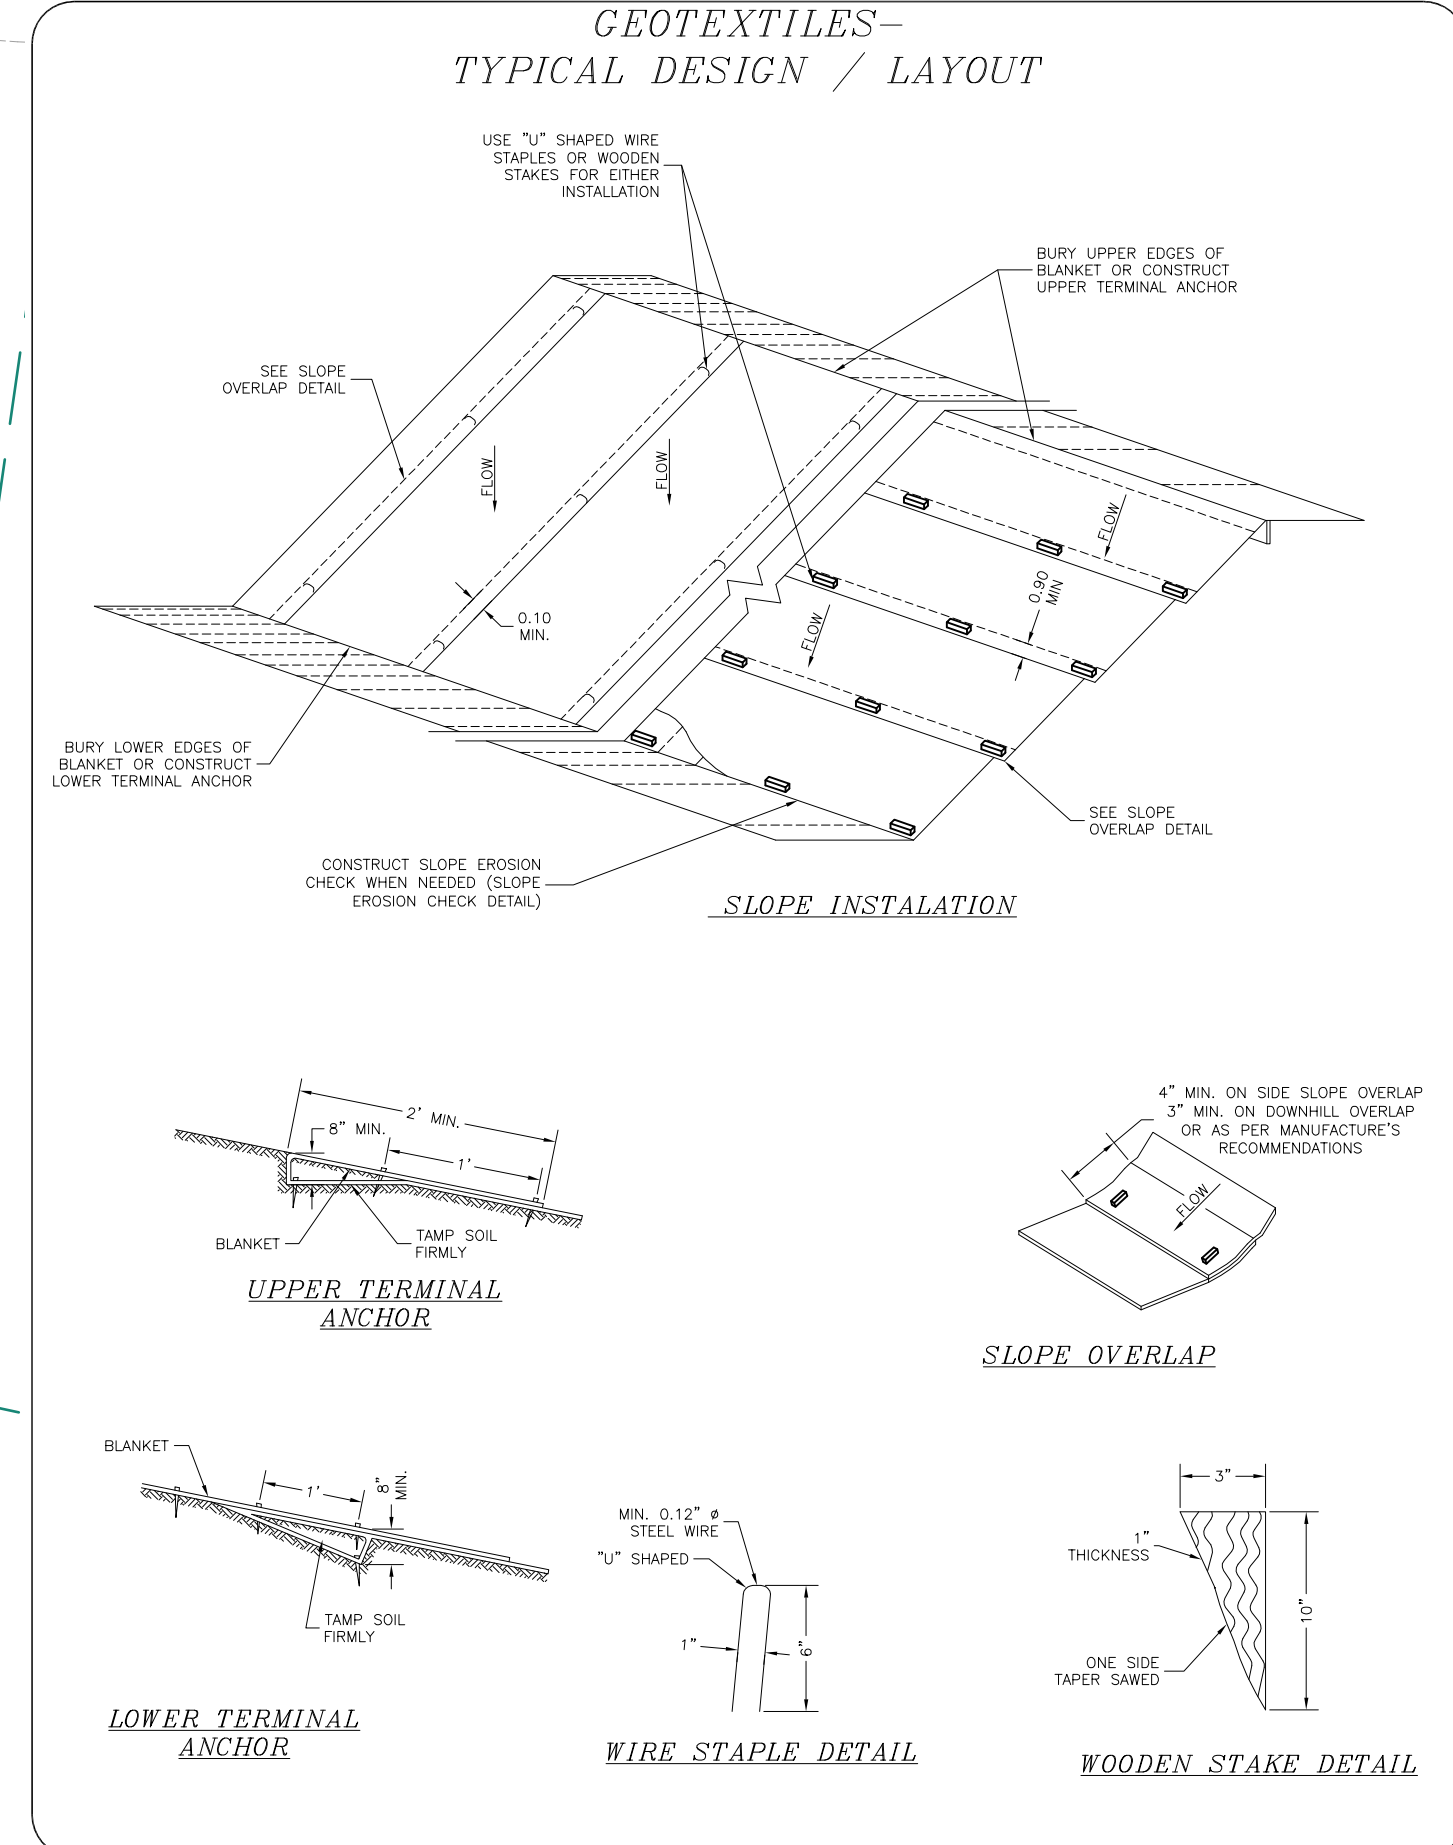 GEOTEXTILES-
TYPICAL DESIGN / LAYOUT
USE "U" SHAPED WIRE
STAPLES OR WOODEN
STAKES FOR EITHER
INSTALLATION
BURY UPPER EDGES OF
BLANKET OR CONSTRUCT
UPPER TERMINAL ANCHOR
SEE SLOPE
OVERLAP DETAIL
FLOW
FLOW
FLOW
0.90
MIN
0.10
MIN.
FLOW
BURY LOWER EDGES OF
BLANKET OR CONSTRUCT
LOWER TERMINAL ANCHOR
SEE SLOPE
OVERLAP DETAIL
CONSTRUCT SLOPE EROSION
CHECK WHEN NEEDED (SLOPE
EROSION CHECK DETAIL)
SLOPE INSTALATION
2' MIN.
8" MIN.
1'
BLANKET
TAMP SOIL
FIRMLY
UPPER TERMINAL
ANCHOR
4" MIN. ON SIDE SLOPE OVERLAP
3" MIN. ON DOWNHILL OVERLAP
OR AS PER MANUFACTURE'S
RECOMMENDATIONS
FLOW
SLOPE OVERLAP
BLANKET
1'
8"
MIN.
TAMP SOIL
FIRMLY
LOWER TERMINAL
ANCHOR
MIN. 0.12" ø
STEEL WIRE
"U" SHAPED
1"
6"
WIRE STAPLE DETAIL
3"
1"
THICKNESS
10"
ONE SIDE
TAPER SAWED
WOODEN STAKE DETAIL